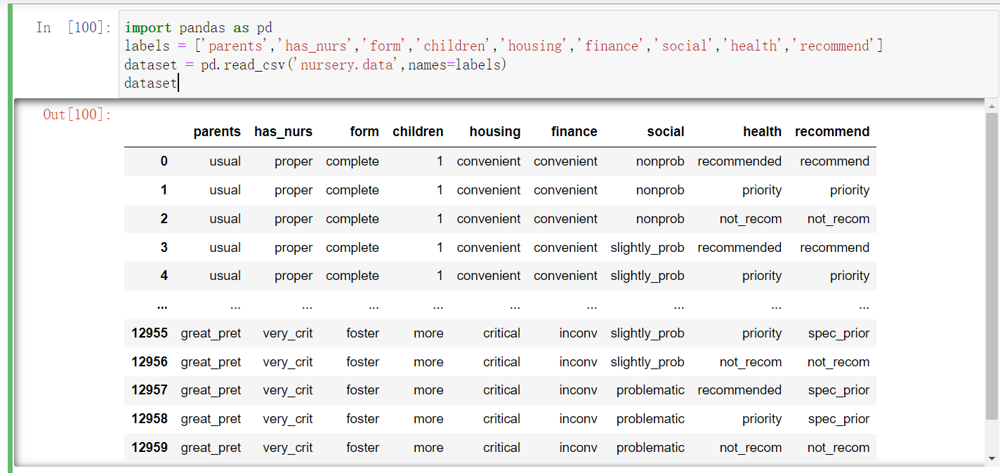 In [100]: import pandas as pd
labels = ['parents','has_nurs','form','children','housing','finance','social','health','recommend']
dataset = pd.read_csv('nursery.data',names=labels)
dataset
Out[100]:
parents has_nurs form children housing finance social health recommend
0 usual proper complete 1 convenient convenient nonprob recommended recommend
1 usual proper complete 1 convenient convenient nonprob priority priority
2 usual proper complete 1 convenient convenient nonprob not_recom not_recom
3 usual proper complete 1 convenient convenient slightly_prob recommended recommend
4 usual proper complete 1 convenient convenient slightly_prob priority priority
... ... ... ... ... ... ... ... ... ...
12955 great_pret very_crit foster more critical inconv slightly_prob priority spec_prior
12956 great_pret very_crit foster more critical inconv slightly_prob not_recom not_recom
12957 great_pret very_crit foster more critical inconv problematic recommended spec_prior
12958 great_pret very_crit foster more critical inconv problematic priority spec_prior
12959 great_pret very_crit foster more critical inconv problematic not_recom not_recom